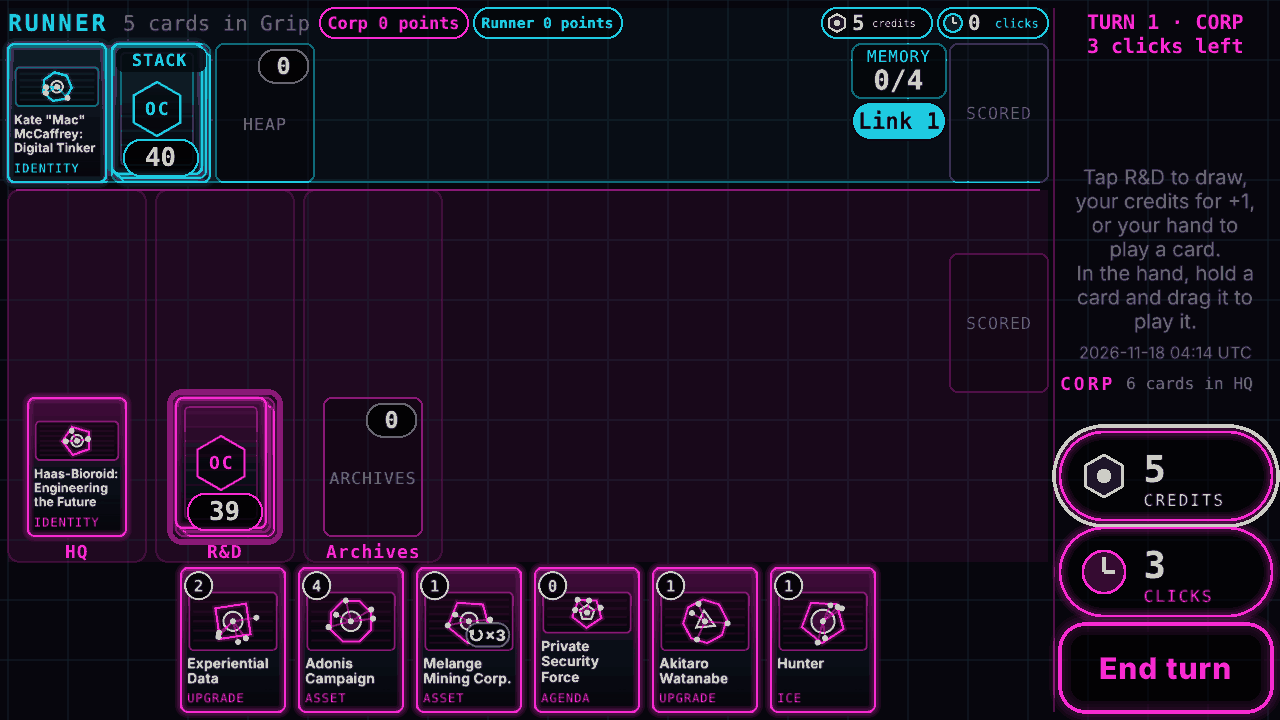 RUNNER 5 cards in Grip Corp 0 points Runner 0 points 5 credits 0 clicks
TURN 1 · CORP
3 clicks left
Kate "Mac"
McCaffrey:
Digital Tinker
IDENTITY
STACK
OC
40
0
HEAP
MEMORY
0/4
Link 1
SCORED
Tap R&D to draw,
your credits for +1,
or your hand to
play a card.
In the hand, hold a
card and drag it to
play it.
2026-11-18 04:14 UTC
SCORED
CORP 6 cards in HQ
Haas-Bioroid:
Engineering
the Future
IDENTITY
HQ
OC
39
R&D
0
ARCHIVES
Archives
5
CREDITS
3
CLICKS
End turn
2
Experiential
Data
UPGRADE
4
Adonis
Campaign
ASSET
1
×3
Melange
Mining Corp.
ASSET
0
Private
Security
Force
AGENDA
1
Akitaro
Watanabe
UPGRADE
1
Hunter
ICE